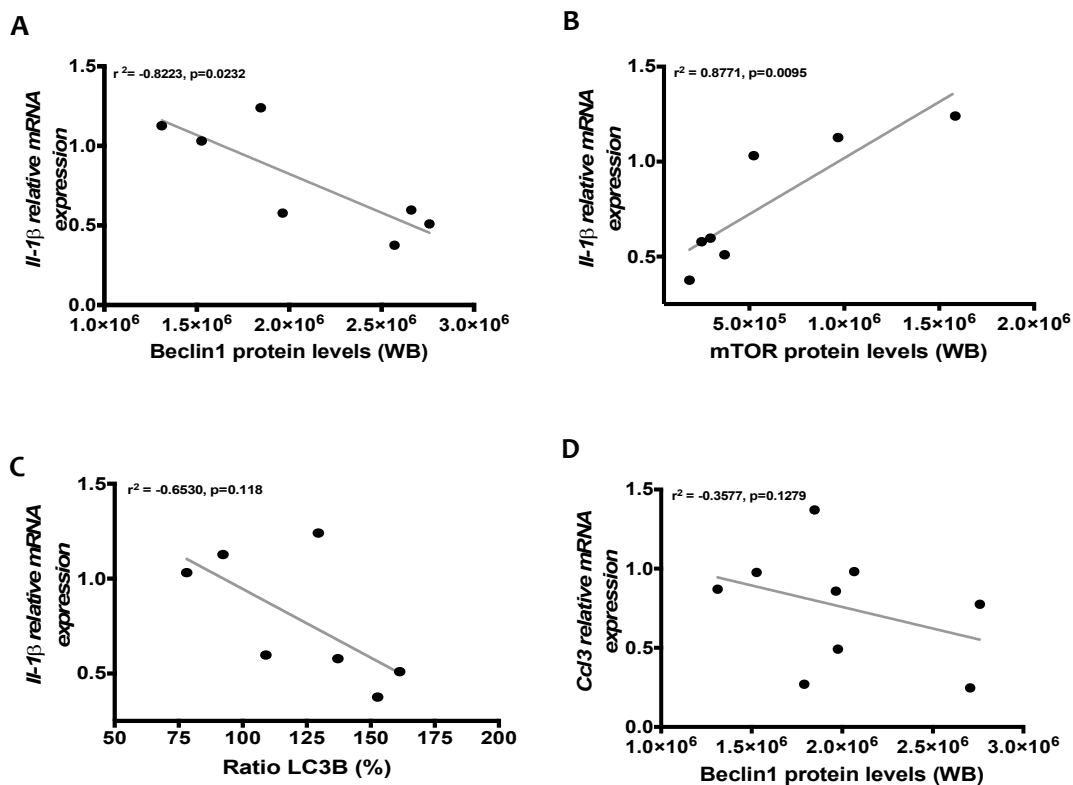 A
r ²= -0.8223, p=0.0232
Il-1β relative mRNA
expression
1.5
1.0
0.5
0.0
1.0×10⁶ 1.5×10⁶ 2.0×10⁶ 2.5×10⁶ 3.0×10⁶
Beclin1 protein levels (WB)
B
r² = 0.8771, p=0.0095
Il-1β relative mRNA
expression
1.5
1.0
0.5
5.0×10⁵ 1.0×10⁶ 1.5×10⁶ 2.0×10⁶
mTOR protein levels (WB)
C
r² = -0.6530, p=0.118
Il-1β relative mRNA
expression
1.5
1.0
0.5
50 75 100 125 150 175 200
Ratio LC3B (%)
D
r² = -0.3577, p=0.1279
Ccl3 relative mRNA
expression
1.5
1.0
0.5
0.0
1.0×10⁶ 1.5×10⁶ 2.0×10⁶ 2.5×10⁶ 3.0×10⁶
Beclin1 protein levels (WB)